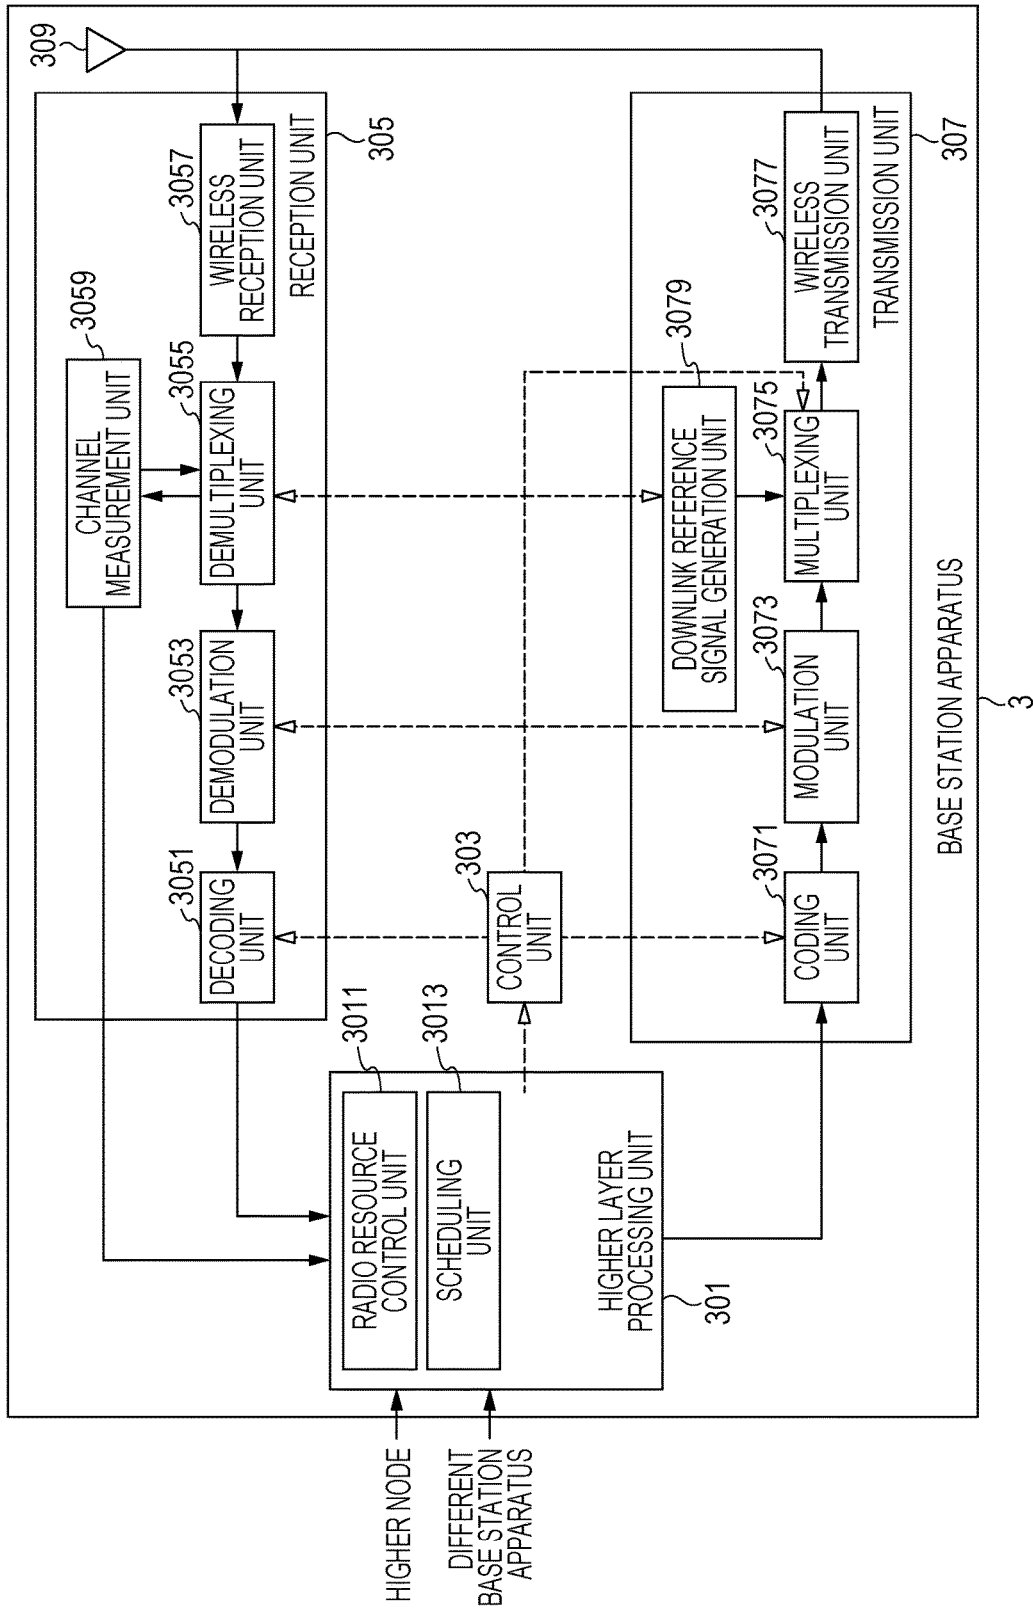 HIGHER NODE
DIFFERENT
BASE STATION
APPARATUS
301
HIGHER LAYER
PROCESSING UNIT
RADIO RESOURCE
CONTROL UNIT
3011
SCHEDULING
UNIT
3013
CONTROL
UNIT
303
DECODING
UNIT
3051
DEMODULATION
UNIT
3053
DEMULTIPLEXING
UNIT
3055
CHANNEL
MEASUREMENT UNIT
3059
WIRELESS
RECEPTION UNIT
3057
RECEPTION UNIT
305
309
CODING
UNIT
3071
MODULATION
UNIT
3073
MULTIPLEXING
UNIT
3075
DOWNLINK REFERENCE
SIGNAL GENERATION UNIT
3079
WIRELESS
TRANSMISSION UNIT
3077
TRANSMISSION UNIT
307
BASE STATION APPARATUS
3